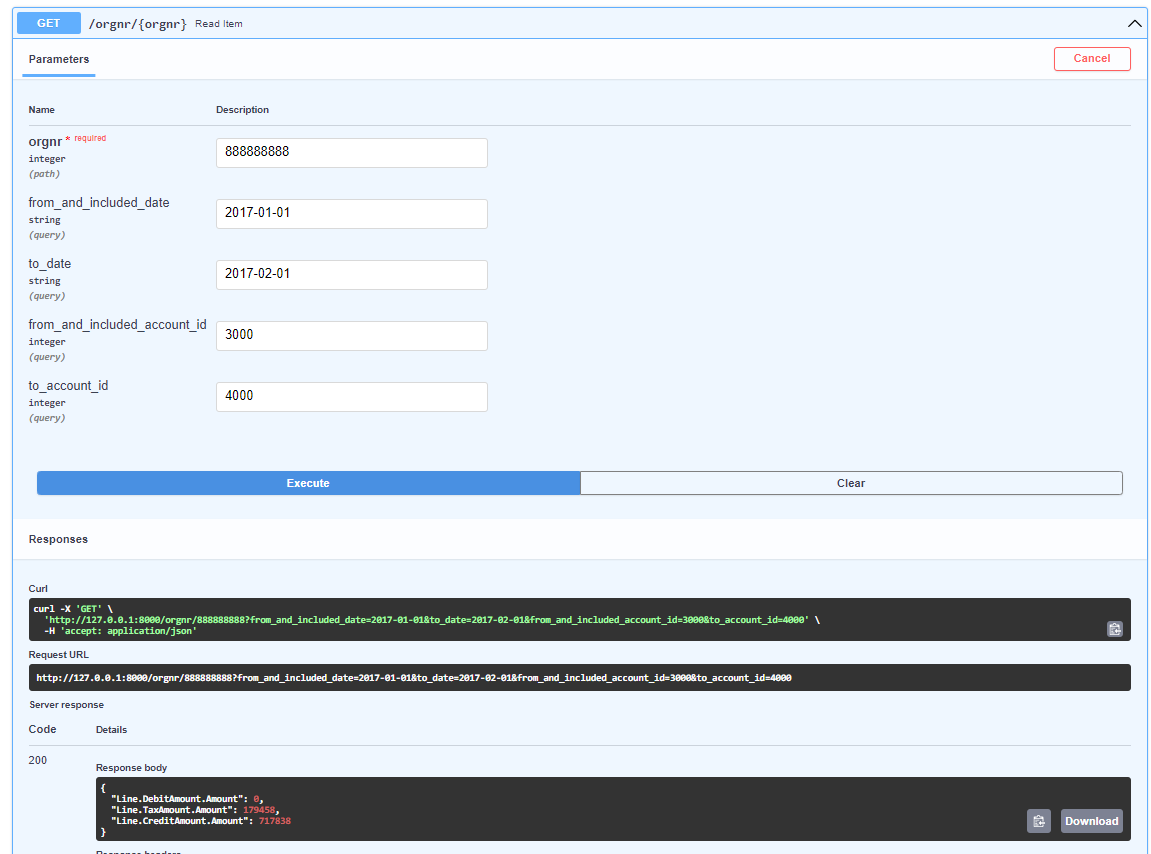 GET /orgnr/{orgnr} Read Item
Parameters
Cancel
Name Description
orgnr * required
integer
(path)
888888888
from_and_included_date
string
(query)
2017-01-01
to_date
string
(query)
2017-02-01
from_and_included_account_id
integer
(query)
3000
to_account_id
integer
(query)
4000
Execute Clear
Responses
Curl
curl -X 'GET' \
'http://127.0.0.1:8000/orgnr/888888888?from_and_included_date=2017-01-01&to_date=2017-02-01&from_and_included_account_id=3000&to_account_id=4000' \
-H 'accept: application/json'
Request URL
http://127.0.0.1:8000/orgnr/888888888?from_and_included_date=2017-01-01&to_date=2017-02-01&from_and_included_account_id=3000&to_account_id=4000
Server response
Code Details
200
Response body
{
"Line.DebitAmount.Amount": 0,
"Line.TaxAmount.Amount": 179458,
"Line.CreditAmount.Amount": 717838
}
Download
Response headers